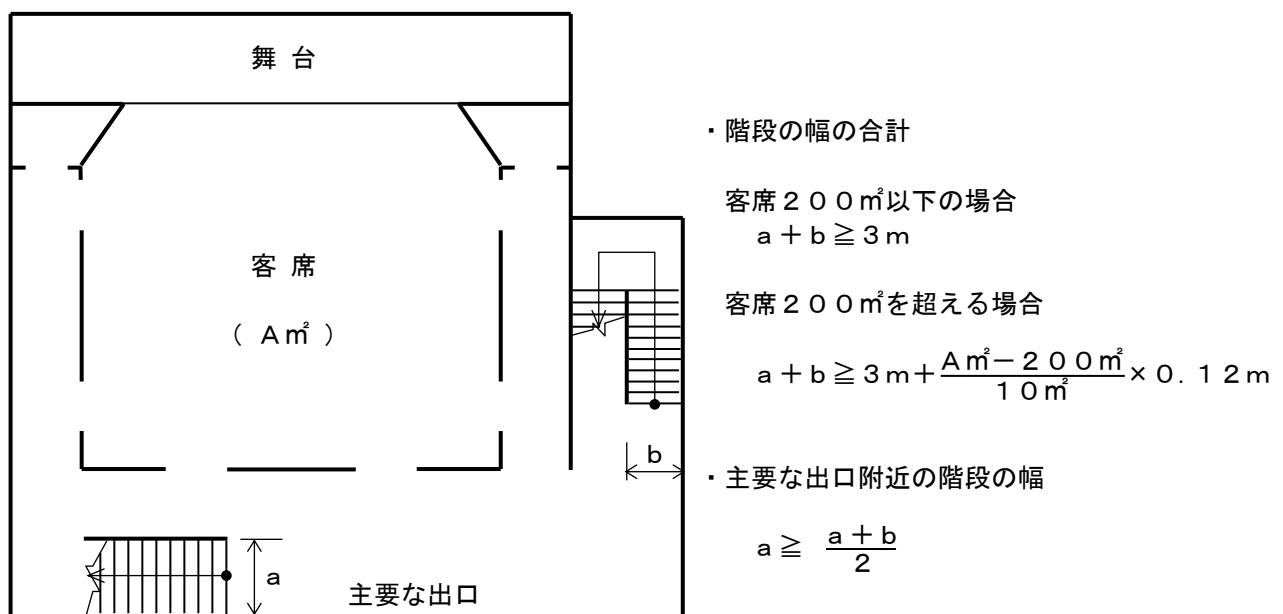 舞 台
客 席
( A㎡ )
b
a
主要な出口
・階段の幅の合計
客席200㎡以下の場合
a+b≧3m
客席200㎡を超える場合
a+b≧3m+(A㎡-200㎡)/10㎡×0.12m
・主要な出口附近の階段の幅
a≧ (a+b)/2